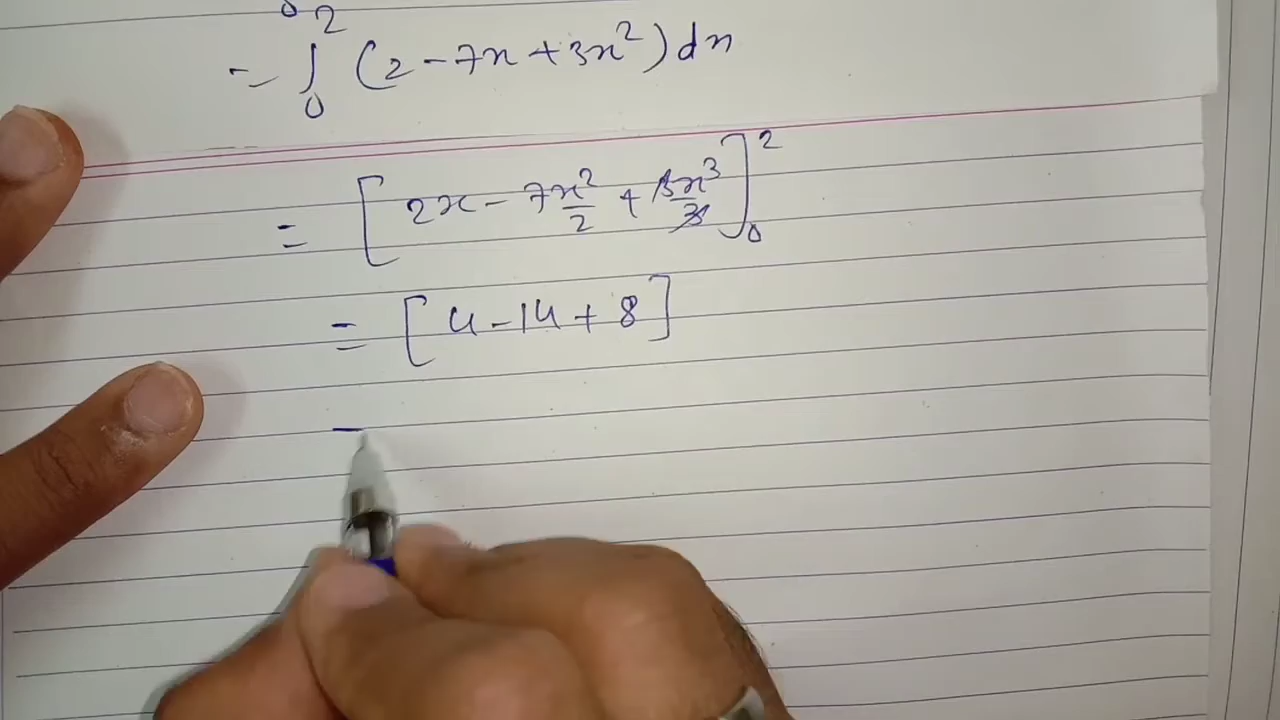 = ∫₀² (2 - 7x + 3x²) dx
= [2x - 7x²/2 + 3x³/3]₀²
= [4 - 14 + 8]